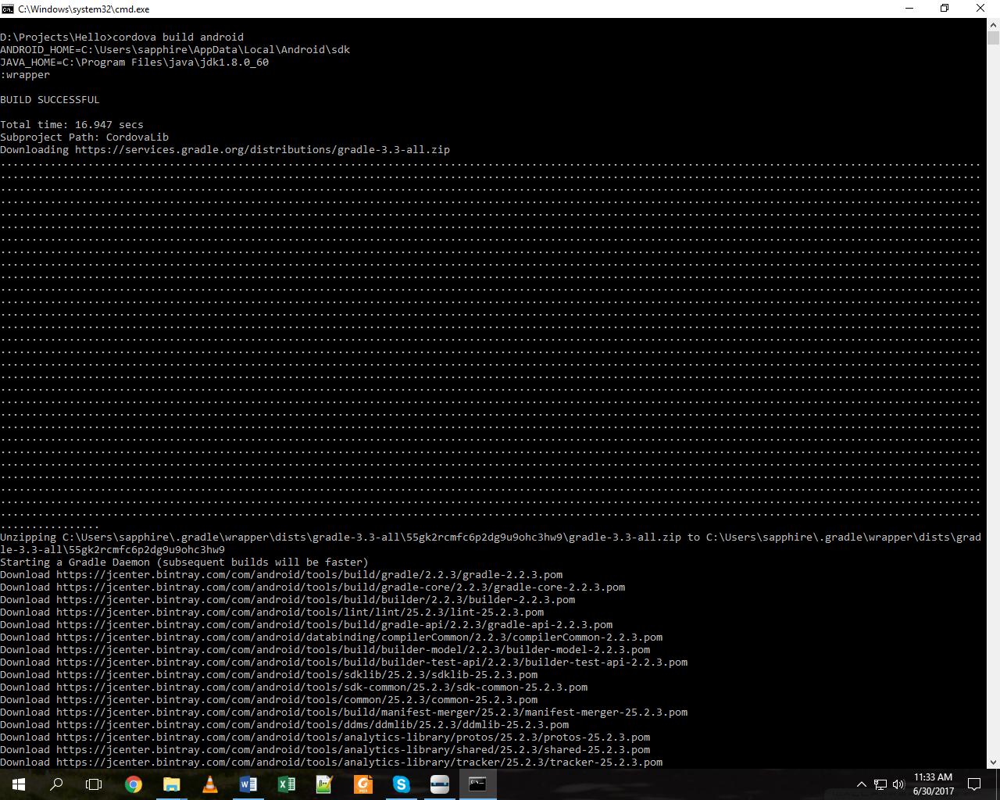 C:\Windows\system32\cmd.exe
D:\Projects\Hello>cordova build android
ANDROID_HOME=C:\Users\sapphire\AppData\Local\Android\sdk
JAVA_HOME=C:\Program Files\java\jdk1.8.0_60
:wrapper
BUILD SUCCESSFUL
Total time: 16.947 secs
Subproject Path: CordovaLib
Downloading https://services.gradle.org/distributions/gradle-3.3-all.zip
Unzipping C:\Users\sapphire\.gradle\wrapper\dists\gradle-3.3-all\55gk2rcmfc6p2dg9u9ohc3hw9\gradle-3.3-all.zip to C:\Users\sapphire\.gradle\wrapper\dists\grad
le-3.3-all\55gk2rcmfc6p2dg9u9ohc3hw9
Starting a Gradle Daemon (subsequent builds will be faster)
Download https://jcenter.bintray.com/com/android/tools/build/gradle/2.2.3/gradle-2.2.3.pom
Download https://jcenter.bintray.com/com/android/tools/build/gradle-core/2.2.3/gradle-core-2.2.3.pom
Download https://jcenter.bintray.com/com/android/tools/build/builder/2.2.3/builder-2.2.3.pom
Download https://jcenter.bintray.com/com/android/tools/lint/lint/25.2.3/lint-25.2.3.pom
Download https://jcenter.bintray.com/com/android/tools/build/gradle-api/2.2.3/gradle-api-2.2.3.pom
Download https://jcenter.bintray.com/com/android/databinding/compilerCommon/2.2.3/compilerCommon-2.2.3.pom
Download https://jcenter.bintray.com/com/android/tools/build/builder-model/2.2.3/builder-model-2.2.3.pom
Download https://jcenter.bintray.com/com/android/tools/build/builder-test-api/2.2.3/builder-test-api-2.2.3.pom
Download https://jcenter.bintray.com/com/android/tools/sdklib/25.2.3/sdklib-25.2.3.pom
Download https://jcenter.bintray.com/com/android/tools/sdk-common/25.2.3/sdk-common-25.2.3.pom
Download https://jcenter.bintray.com/com/android/tools/common/25.2.3/common-25.2.3.pom
Download https://jcenter.bintray.com/com/android/tools/build/manifest-merger/25.2.3/manifest-merger-25.2.3.pom
Download https://jcenter.bintray.com/com/android/tools/ddms/ddmlib/25.2.3/ddmlib-25.2.3.pom
Download https://jcenter.bintray.com/com/android/tools/analytics-library/protos/25.2.3/protos-25.2.3.pom
Download https://jcenter.bintray.com/com/android/tools/analytics-library/shared/25.2.3/shared-25.2.3.pom
Download https://jcenter.bintray.com/com/android/tools/analytics-library/tracker/25.2.3/tracker-25.2.3.pom
11:33 AM
6/30/2017